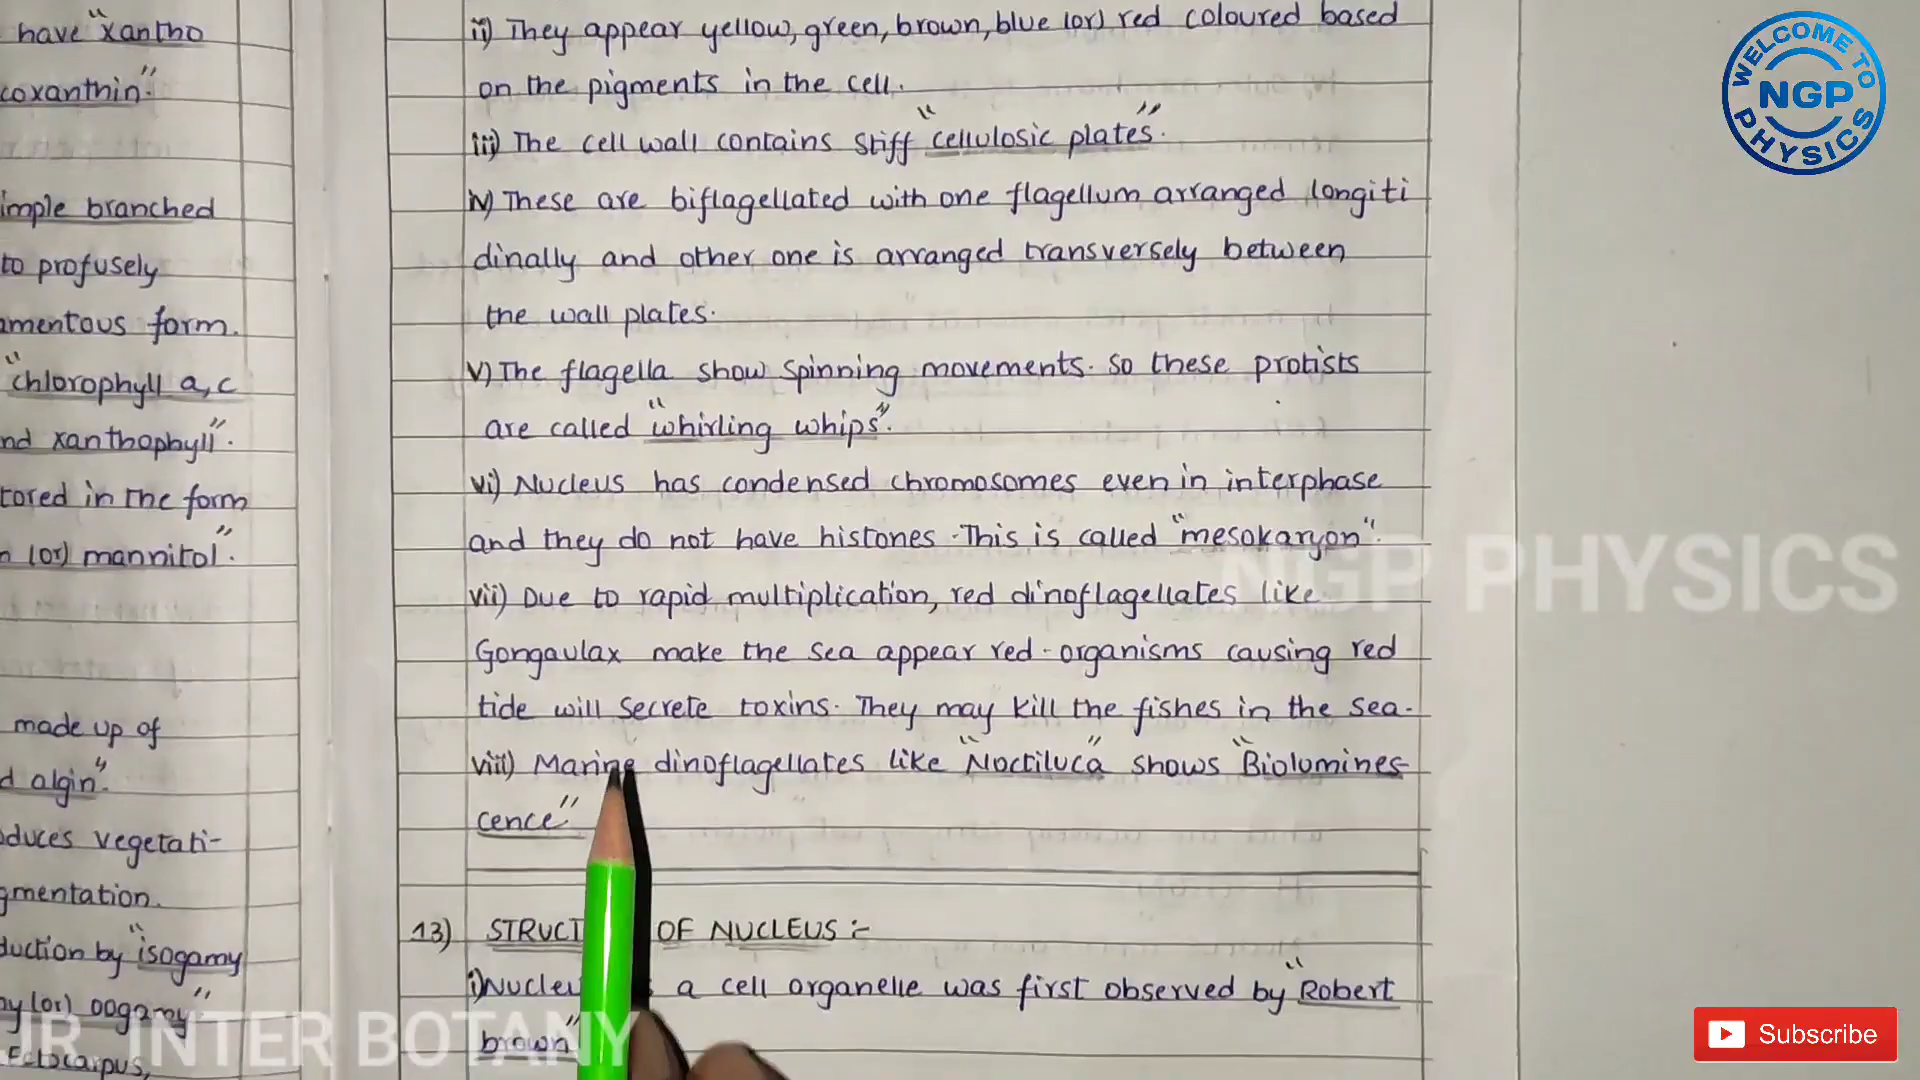 have "xantho
coxanthin".
imple branched
to profusely
amentous form.
"chlorophyll a, c
nd xanthophyll".
tored in the form
n (or) mannitol".
made up of
d algin".
oduces vegetati-
gmentation.
duction by "isogamy
ny (or) oogamy"
Ectocarpus,
ii) They appear yellow, green, brown, blue (or) red coloured based
on the pigments in the cell.
iii) The cell wall contains stiff "cellulosic plates".
iv) These are biflagellated with one flagellum arranged longiti
dinally and other one is arranged transversely between
the wall plates.
v) The flagella show spinning movements. So these protists
are called "whirling whips".
vi) Nucleus has condensed chromosomes even in interphase
and they do not have histones. This is called "mesokaryon".
vii) Due to rapid multiplication, red dinoflagellates like
Gongaulax make the sea appear red-organisms causing red
tide will secrete toxins. They may kill the fishes in the sea.
viii) Marine dinoflagellates like "Noctiluca" shows "Biolumines-
cence"
13) STRUCT OF NUCLEUS :-
i) Nucleu a cell organelle was first observed by "Robert
brown"
WELCOME TO
NGP
PHYSICS
NGP PHYSICS
JR INTER BOTANY
Subscribe